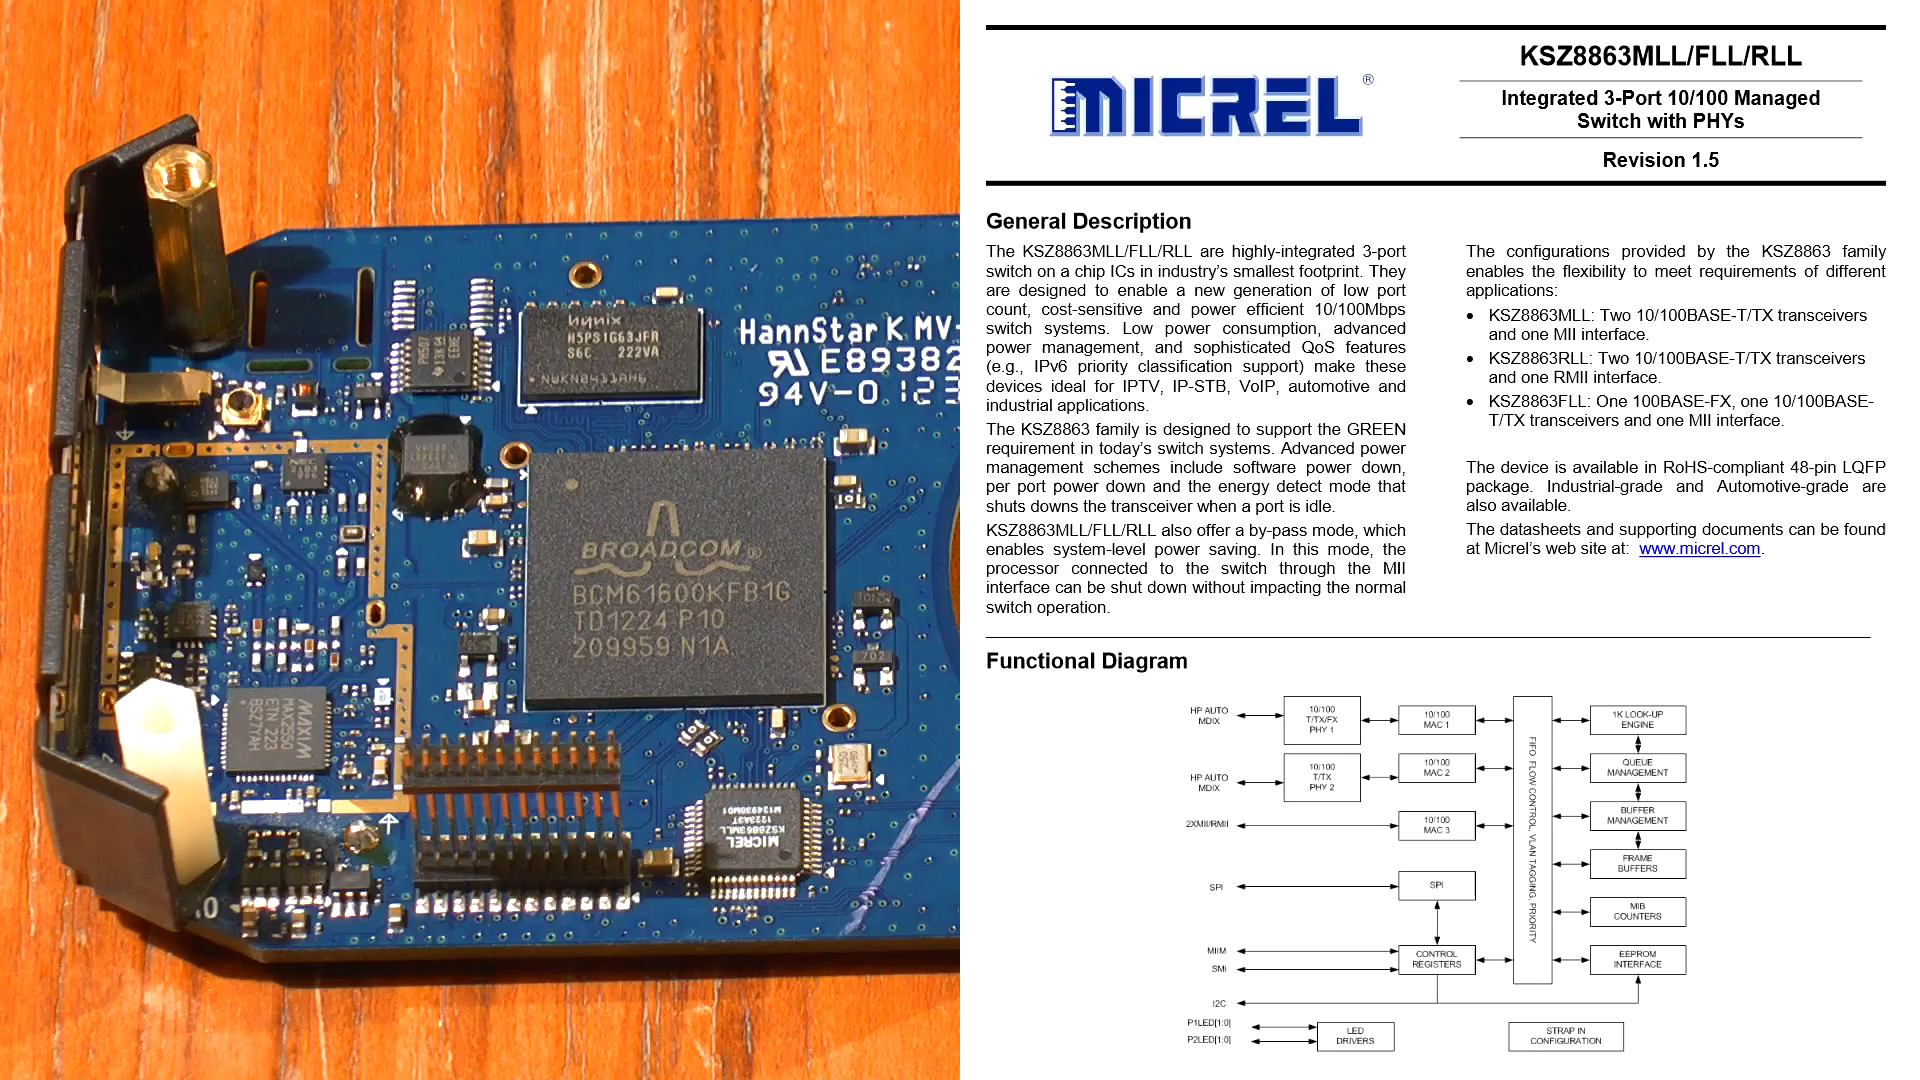 HannStar K MV-
E89382
94V-0 123
hynix
H5PS1G63JFR
S6C 222VA
NWKN0411AH6
PH507
13K G4
EEHE
BROADCOM®
BCM61600KFB1G
TD1224 P10
209959 N1A
MAXIM
MAX2550
ETN 223
BSZ7YAH
MICREL
KSZ8863MLL
1223A3T
M124938M01
702
.0
MICREL®
KSZ8863MLL/FLL/RLL
Integrated 3-Port 10/100 Managed
Switch with PHYs
Revision 1.5
General Description
The KSZ8863MLL/FLL/RLL are highly-integrated 3-port
switch on a chip ICs in industry’s smallest footprint. They
are designed to enable a new generation of low port
count, cost-sensitive and power efficient 10/100Mbps
switch systems. Low power consumption, advanced
power management, and sophisticated QoS features
(e.g., IPv6 priority classification support) make these
devices ideal for IPTV, IP-STB, VoIP, automotive and
industrial applications.
The KSZ8863 family is designed to support the GREEN
requirement in today’s switch systems. Advanced power
management schemes include software power down,
per port power down and the energy detect mode that
shuts downs the transceiver when a port is idle.
KSZ8863MLL/FLL/RLL also offer a by-pass mode, which
enables system-level power saving. In this mode, the
processor connected to the switch through the MII
interface can be shut down without impacting the normal
switch operation.
The configurations provided by the KSZ8863 family
enables the flexibility to meet requirements of different
applications:
• KSZ8863MLL: Two 10/100BASE-T/TX transceivers
and one MII interface.
• KSZ8863RLL: Two 10/100BASE-T/TX transceivers
and one RMII interface.
• KSZ8863FLL: One 100BASE-FX, one 10/100BASE-
T/TX transceivers and one MII interface.
The device is available in RoHS-compliant 48-pin LQFP
package. Industrial-grade and Automotive-grade are
also available.
The datasheets and supporting documents can be found
at Micrel’s web site at: www.micrel.com.
Functional Diagram
HP AUTO
MDIX
10/100
T/TX/FX
PHY 1
10/100
MAC 1
1K LOOK-UP
ENGINE
HP AUTO
MDIX
10/100
T/TX
PHY 2
10/100
MAC 2
QUEUE
MANAGEMENT
2XMII/RMII
10/100
MAC 3
BUFFER
MANAGEMENT
FIFO, FLOW CONTROL, VLAN TAGGING, PRIORITY
FRAME
BUFFERS
SPI
SPI
MIB
COUNTERS
MIIM
SMI
CONTROL
REGISTERS
EEPROM
INTERFACE
I2C
P1LED[1:0]
P2LED[1:0]
LED
DRIVERS
STRAP IN
CONFIGURATION